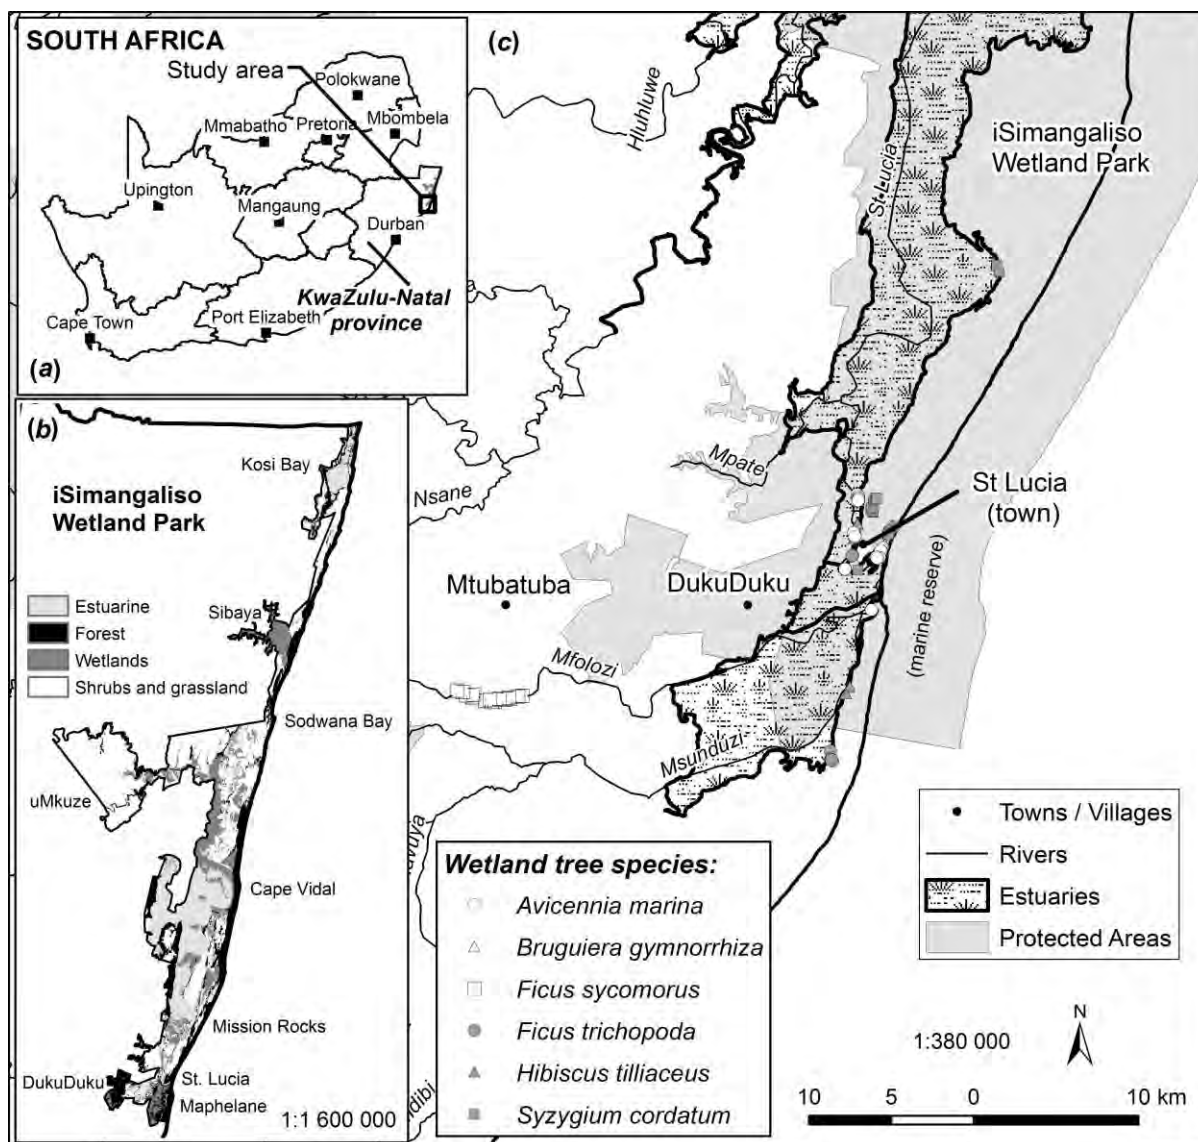 SOUTH AFRICA
Study area
Polokwane
Mmabatho
Pretoria
Mbombela
Upington
Mangaung
Durban
KwaZulu-Natal
province
Cape Town
Port Elizabeth
(a)
(b)
Kosi Bay
iSimangaliso
Wetland Park
Estuarine
Forest
Wetlands
Shrubs and grassland
Sibaya
Sodwana Bay
uMkuze
Cape Vidal
Mission Rocks
DukuDuku
St. Lucia
Maphelane
1:1 600 000
(c)
Hluhluwe
St Lucia
iSimangaliso
Wetland Park
Mpate
Nsane
St Lucia
(town)
Mtubatuba
DukuDuku
(marine reserve)
Mfolozi
Msunduzi
Wetland tree species:
Avicennia marina
Bruguiera gymnorrhiza
Ficus sycomorus
Ficus trichopoda
Hibiscus tilliaceus
Syzygium cordatum
Towns / Villages
Rivers
Estuaries
Protected Areas
1:380 000
N
10 5 0 10 km